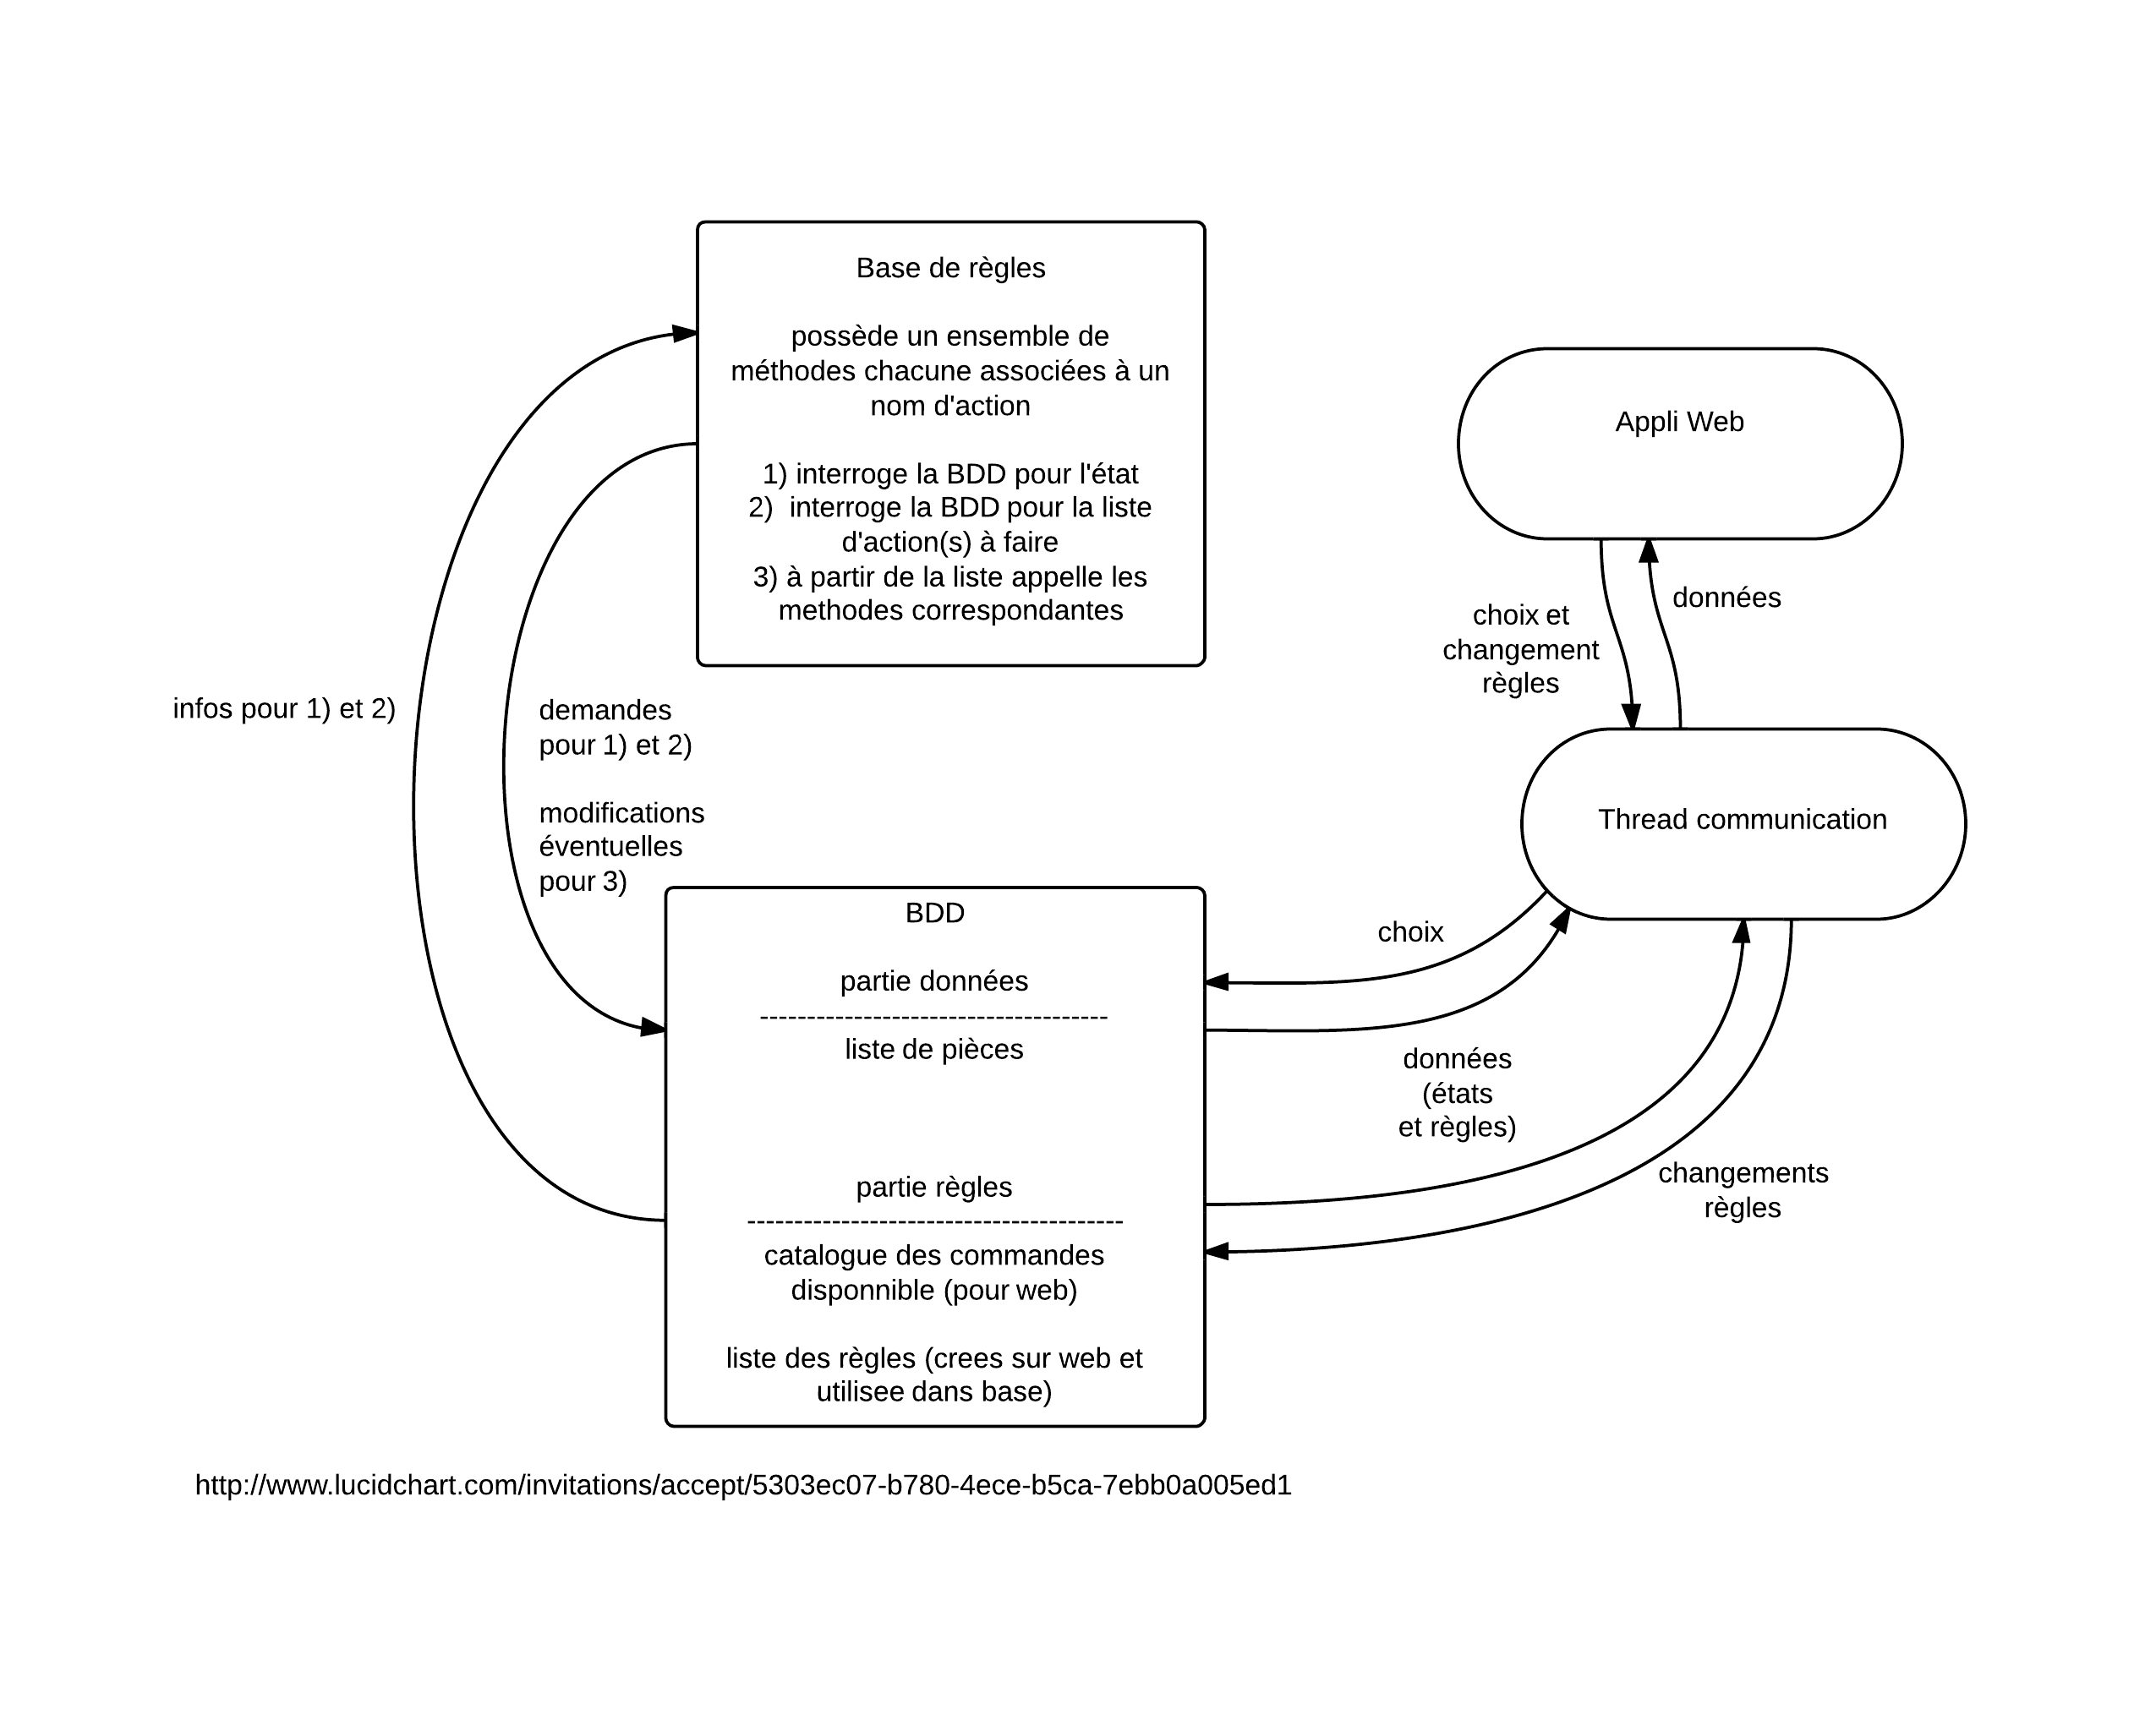 Base de règles
possède un ensemble de
méthodes chacune associées à un
nom d'action
1) interroge la BDD pour l'état
2)  interroge la BDD pour la liste
d'action(s) à faire
3) à partir de la liste appelle les
methodes correspondantes
Appli Web
choix et
changement
règles
données
infos pour 1) et 2)
demandes
pour 1) et 2)
modifications
éventuelles
pour 3)
Thread communication
BDD
partie données
-------------------------------------
liste de pièces
partie règles
----------------------------------------
catalogue des commandes
disponnible (pour web)
liste des règles (crees sur web et
utilisee dans base)
choix
données
(états
et règles)
changements
règles
http://www.lucidchart.com/invitations/accept/5303ec07-b780-4ece-b5ca-7ebb0a005ed1